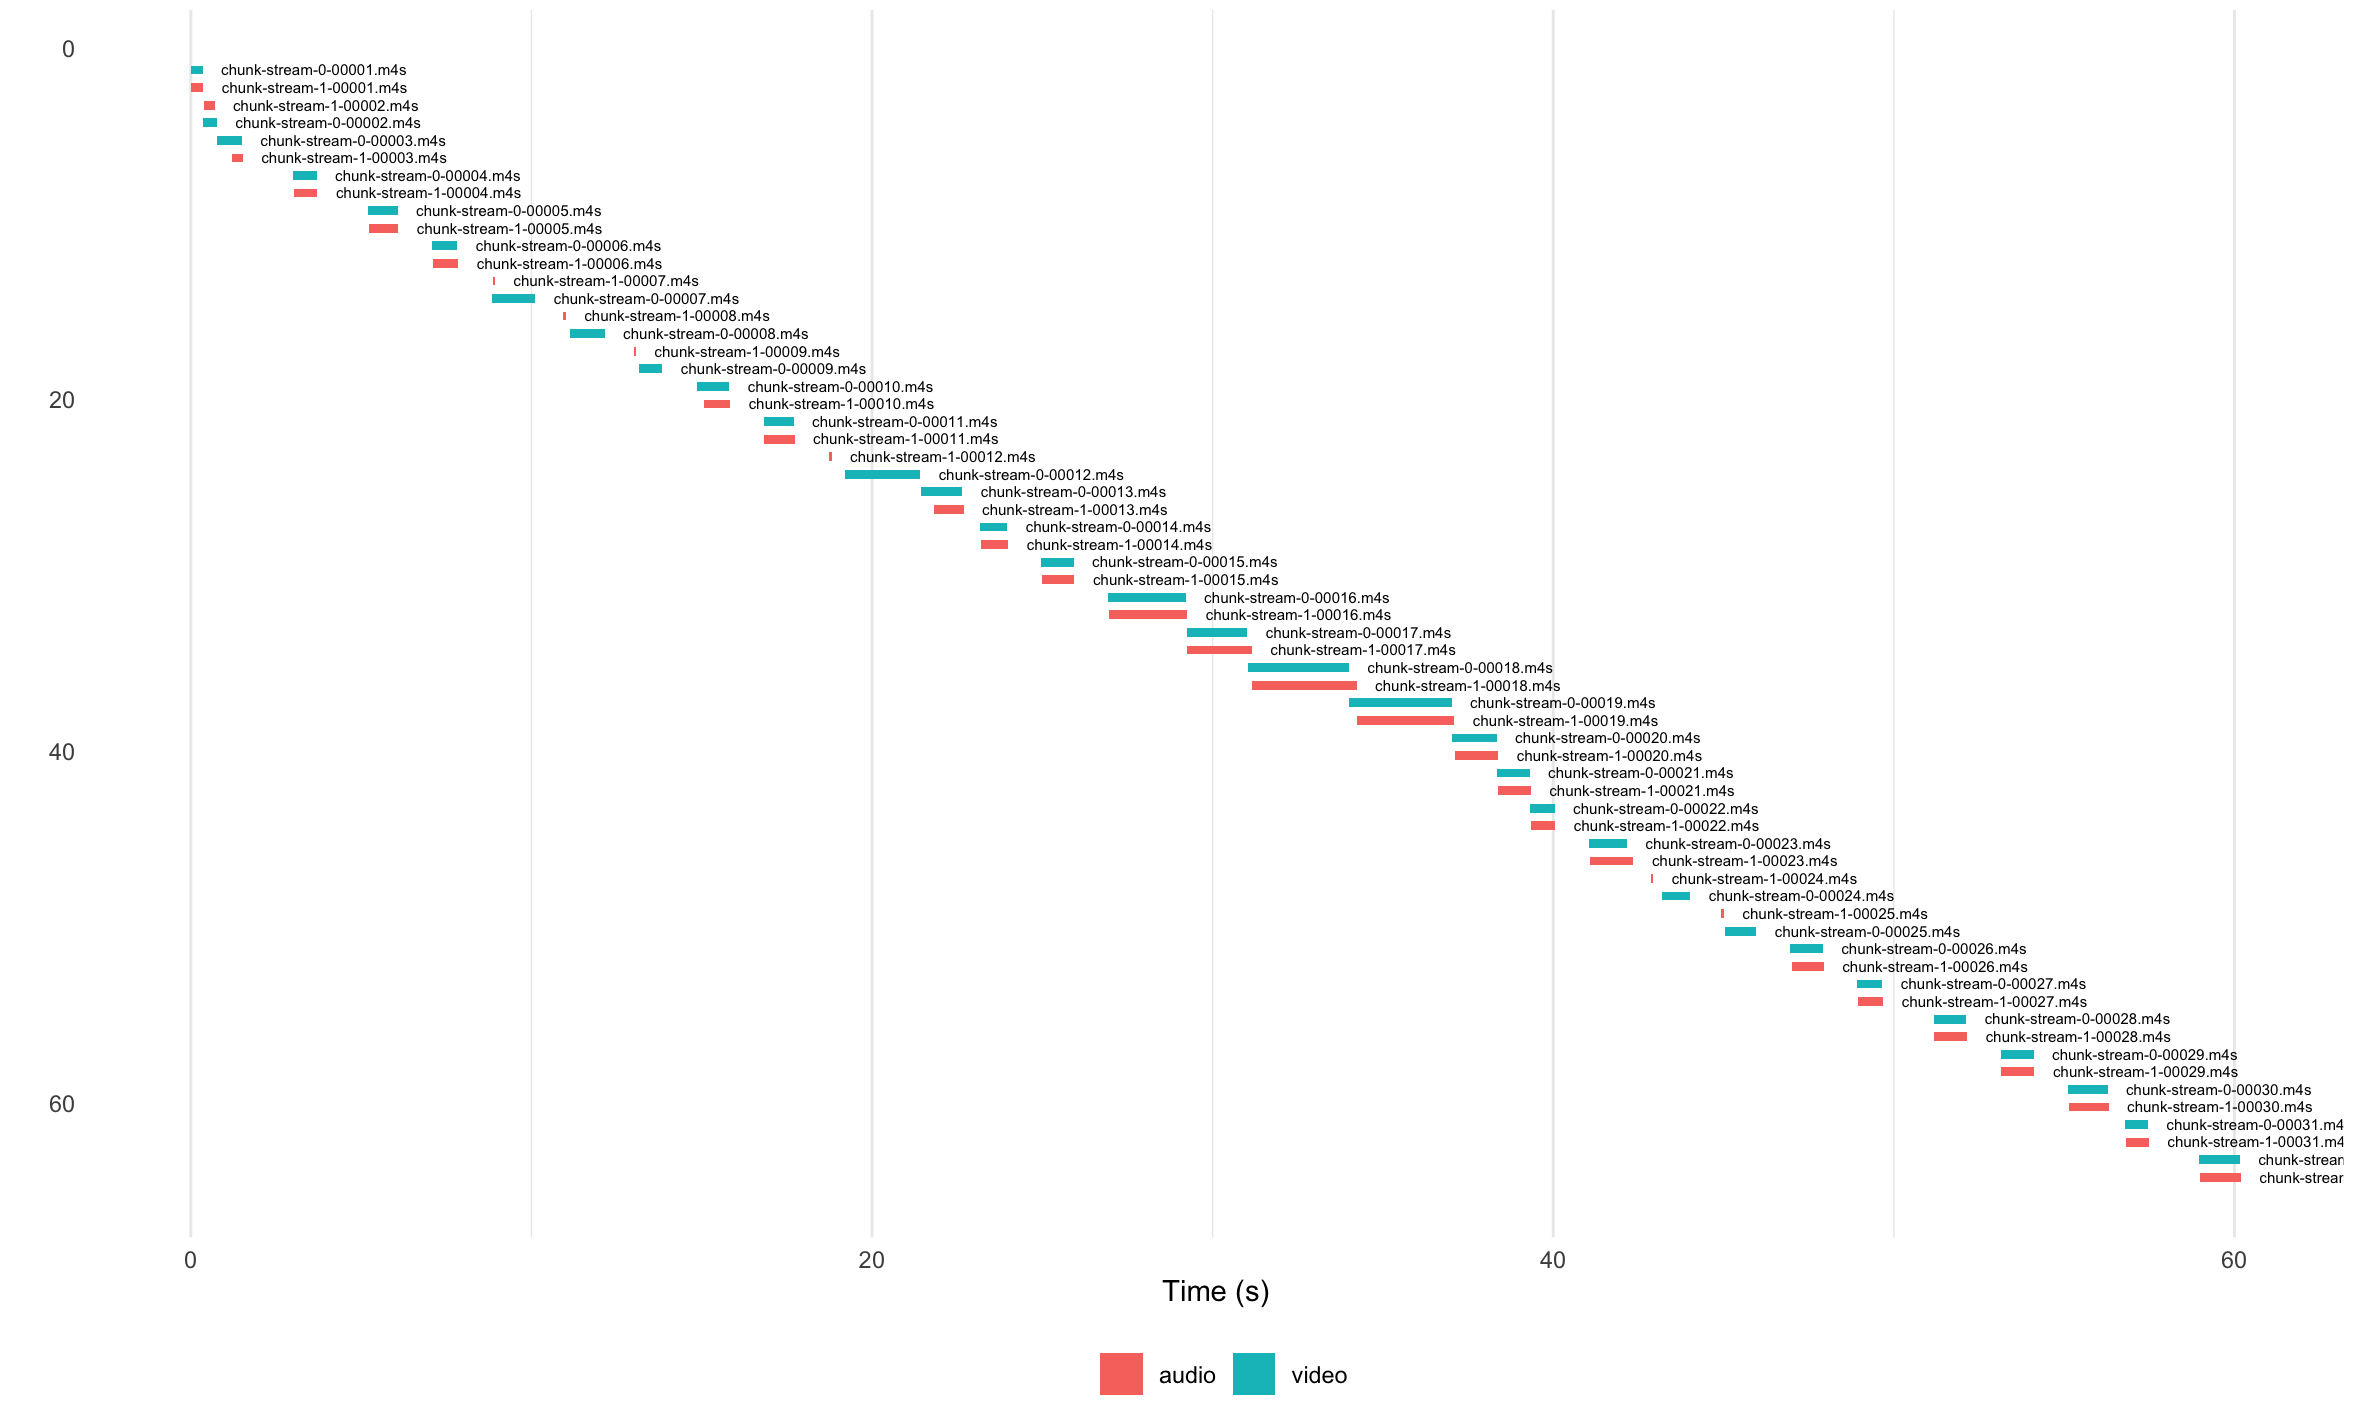 0
chunk-stream-0-00001.m4s
chunk-stream-1-00001.m4s
chunk-stream-1-00002.m4s
chunk-stream-0-00002.m4s
chunk-stream-0-00003.m4s
chunk-stream-1-00003.m4s
chunk-stream-0-00004.m4s
chunk-stream-1-00004.m4s
chunk-stream-0-00005.m4s
chunk-stream-1-00005.m4s
chunk-stream-0-00006.m4s
chunk-stream-1-00006.m4s
chunk-stream-1-00007.m4s
chunk-stream-0-00007.m4s
chunk-stream-1-00008.m4s
chunk-stream-0-00008.m4s
chunk-stream-1-00009.m4s
chunk-stream-0-00009.m4s
chunk-stream-0-00010.m4s
20
chunk-stream-1-00010.m4s
chunk-stream-0-00011.m4s
chunk-stream-1-00011.m4s
chunk-stream-1-00012.m4s
chunk-stream-0-00012.m4s
chunk-stream-0-00013.m4s
chunk-stream-1-00013.m4s
chunk-stream-0-00014.m4s
chunk-stream-1-00014.m4s
chunk-stream-0-00015.m4s
chunk-stream-1-00015.m4s
chunk-stream-0-00016.m4s
chunk-stream-1-00016.m4s
chunk-stream-0-00017.m4s
chunk-stream-1-00017.m4s
chunk-stream-0-00018.m4s
chunk-stream-1-00018.m4s
chunk-stream-0-00019.m4s
chunk-stream-1-00019.m4s
chunk-stream-0-00020.m4s
40
chunk-stream-1-00020.m4s
chunk-stream-0-00021.m4s
chunk-stream-1-00021.m4s
chunk-stream-0-00022.m4s
chunk-stream-1-00022.m4s
chunk-stream-0-00023.m4s
chunk-stream-1-00023.m4s
chunk-stream-1-00024.m4s
chunk-stream-0-00024.m4s
chunk-stream-1-00025.m4s
chunk-stream-0-00025.m4s
chunk-stream-0-00026.m4s
chunk-stream-1-00026.m4s
chunk-stream-0-00027.m4s
chunk-stream-1-00027.m4s
chunk-stream-0-00028.m4s
chunk-stream-1-00028.m4s
chunk-stream-0-00029.m4s
chunk-stream-1-00029.m4s
chunk-stream-0-00030.m4s
60
chunk-stream-1-00030.m4s
chunk-stream-0-00031.m4
chunk-stream-1-00031.m4
chunk-strea
chunk-strea
0 20 40 60
Time (s)
audio video